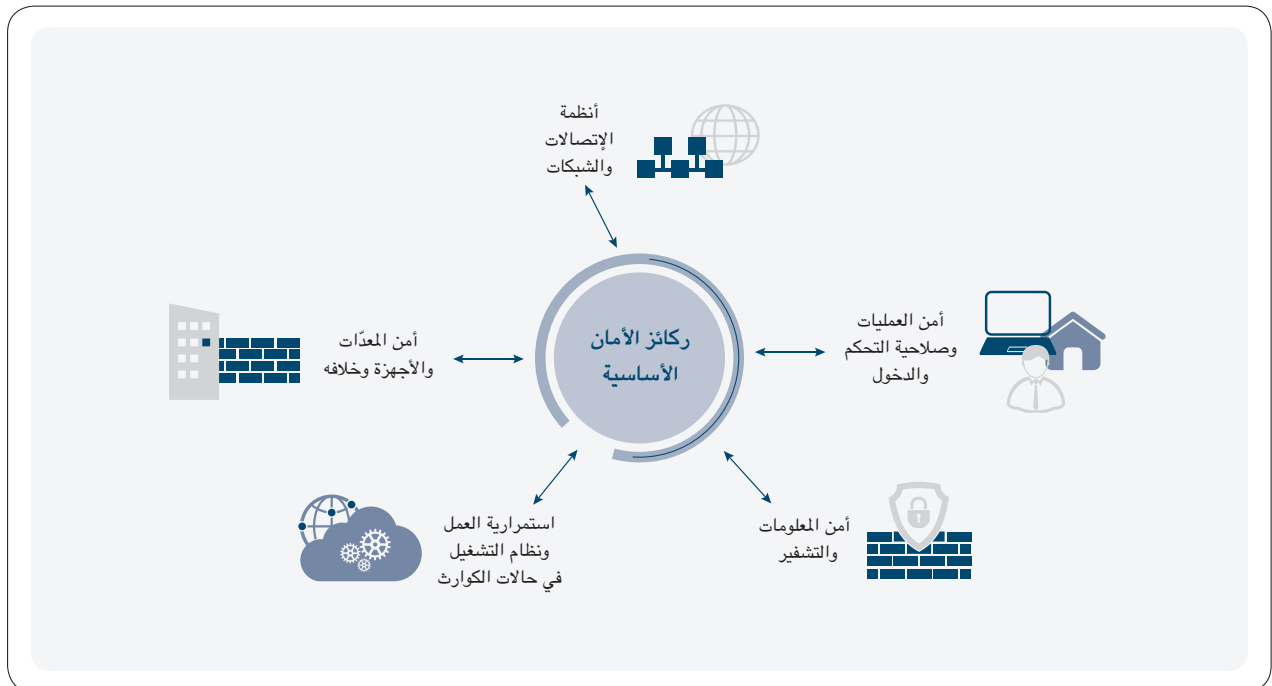 أنظمة
الإتصالات
والشبكات
أمن العمليات
وصلاحية التحكم
والدخول
ركائز الأمان
الأساسية
أمن المعدّات
والأجهزة وخلافه
أمن المعلومات
والتشفير
استمرارية العمل
ونظام التشغيل
في حالات الكوارث